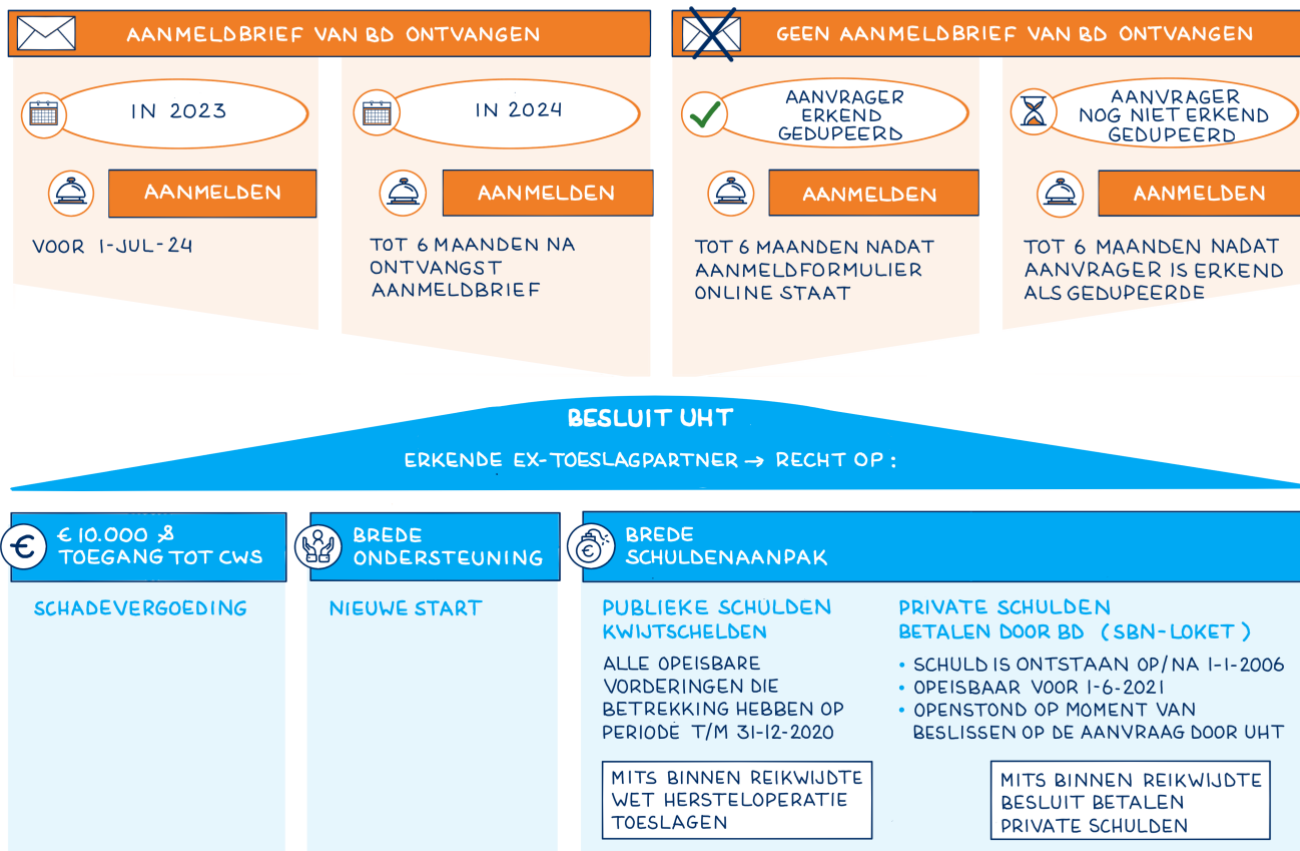 AANMELDBRIEF VAN BD ONTVANGEN
IN 2023
AANMELDEN
VOOR 1-JUL-24
IN 2024
AANMELDEN
TOT 6 MAANDEN NA
ONTVANGST
AANMELDBRIEF
GEEN AANMELDBRIEF VAN BD ONTVANGEN
AANVRAGER
ERKEND
GEDUPEERD
AANMELDEN
TOT 6 MAANDEN NADAT
AANMELDFORMULIER
ONLINE STAAT
AANVRAGER
NOG NIET ERKEND
GEDUPEERD
AANMELDEN
TOT 6 MAANDEN NADAT
AANVRAGER IS ERKEND
ALS GEDUPEERDE
BESLUIT UHT
ERKENDE EX-TOESLAGPARTNER → RECHT OP:
€
€ 10.000 &
TOEGANG TOT CWS
SCHADEVERGOEDING
BREDE
ONDERSTEUNING
NIEUWE START
€
BREDE
SCHULDENAANPAK
PUBLIEKE SCHULDEN
KWIJTSCHELDEN
ALLE OPEISBARE
VORDERINGEN DIE
BETREKKING HEBBEN OP
PERIODE T/M 31-12-2020
MITS BINNEN REIKWIJDTE
WET HERSTELOPERATIE
TOESLAGEN
PRIVATE SCHULDEN
BETALEN DOOR BD (SBN-LOKET)
• SCHULD IS ONTSTAAN OP/NA 1-1-2006
• OPEISBAAR VOOR 1-6-2021
• OPENSTOND OP MOMENT VAN
BESLISSEN OP DE AANVRAAG DOOR UHT
MITS BINNEN REIKWIJDTE
BESLUIT BETALEN
PRIVATE SCHULDEN